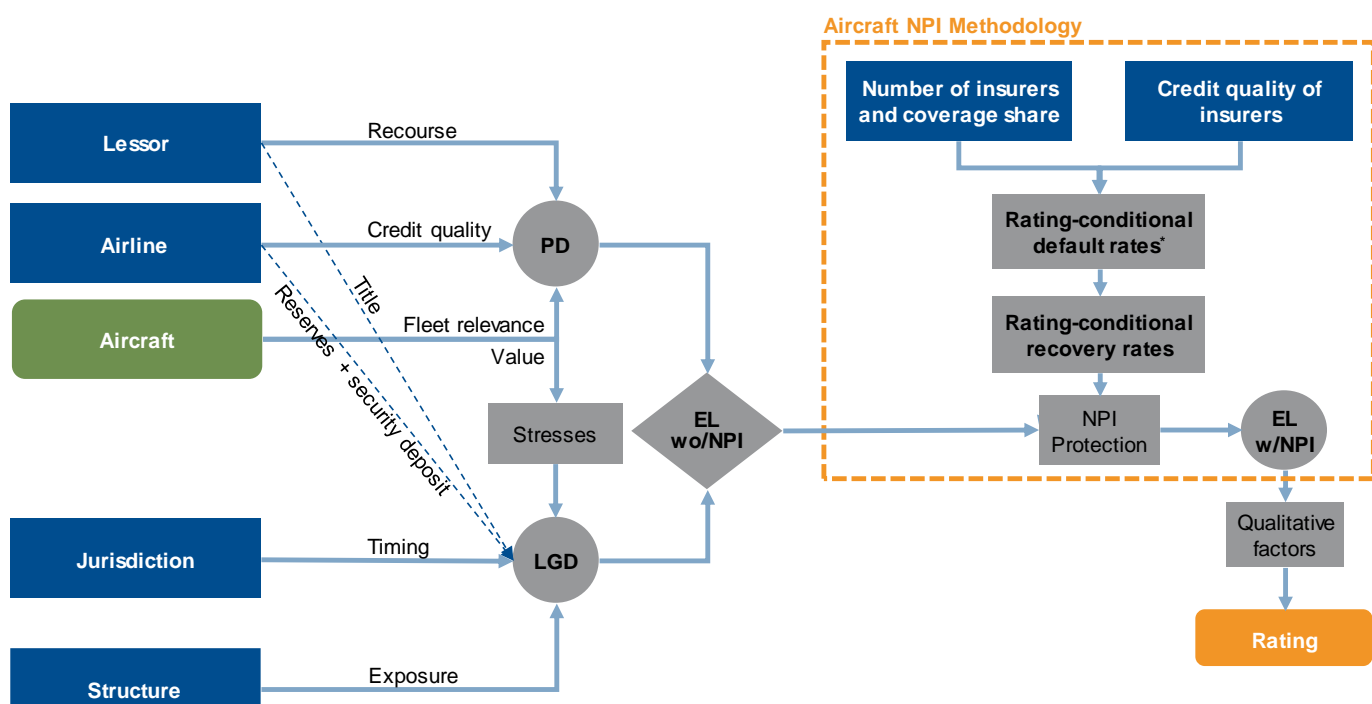 Aircraft NPI Methodology
Number of insurers
and coverage share
Credit quality of
insurers
Lessor
Recourse
Airline
Credit quality
PD
Rating-conditional
default rates*
Title
Reserves + security deposit
Aircraft
Fleet relevance
Value
Rating-conditional
recovery rates
Stresses
EL
wo/NPI
NPI
Protection
EL
w/NPI
Jurisdiction
Timing
LGD
Qualitative
factors
Structure
Exposure
Rating